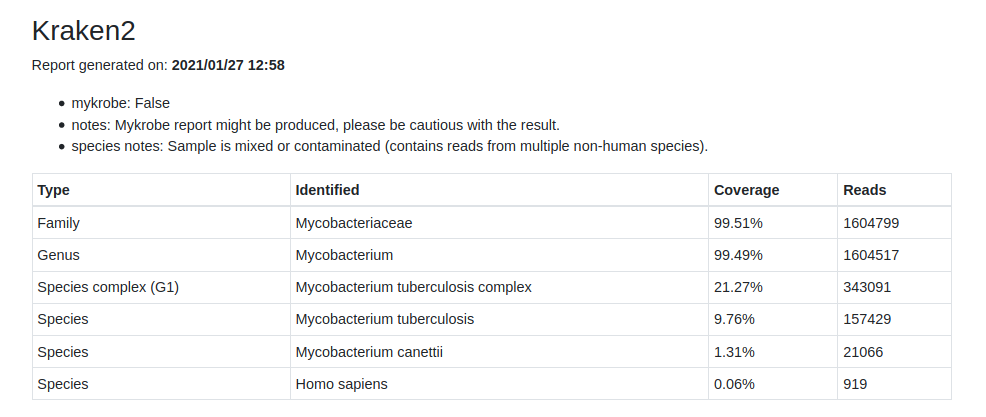 Kraken2
Report generated on: 2021/01/27 12:58
mykrobe: False
notes: Mykrobe report might be produced, please be cautious with the result.
species notes: Sample is mixed or contaminated (contains reads from multiple non-human species).
Type Identified Coverage Reads
Family Mycobacteriaceae 99.51% 1604799
Genus Mycobacterium 99.49% 1604517
Species complex (G1) Mycobacterium tuberculosis complex 21.27% 343091
Species Mycobacterium tuberculosis 9.76% 157429
Species Mycobacterium canettii 1.31% 21066
Species Homo sapiens 0.06% 919